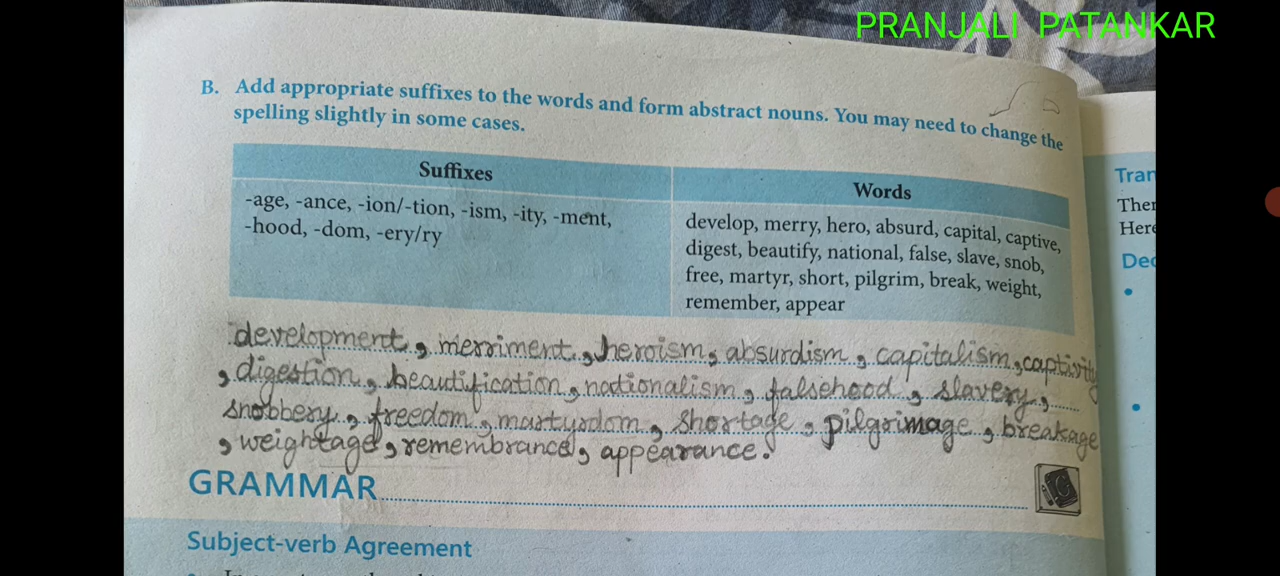 PRANJALI PATANKAR
B. Add appropriate suffixes to the words and form abstract nouns. You may need to change the
spelling slightly in some cases.
Suffixes
Words
-age, -ance, -ion/-tion, -ism, -ity, -ment,
-hood, -dom, -ery/ry
develop, merry, hero, absurd, capital, captive,
digest, beautify, national, false, slave, snob,
free, martyr, short, pilgrim, break, weight,
remember, appear
development, merriment, heroism, absurdism, capitalism, captivity
, digestion, beautification, nationalism, falsehood, slavery,
snobbery, freedom, martyrdom, shortage, pilgrimage, breakage
, weightage, remembrance, appearance.
GRAMMAR
Subject-verb Agreement
Ther
Here